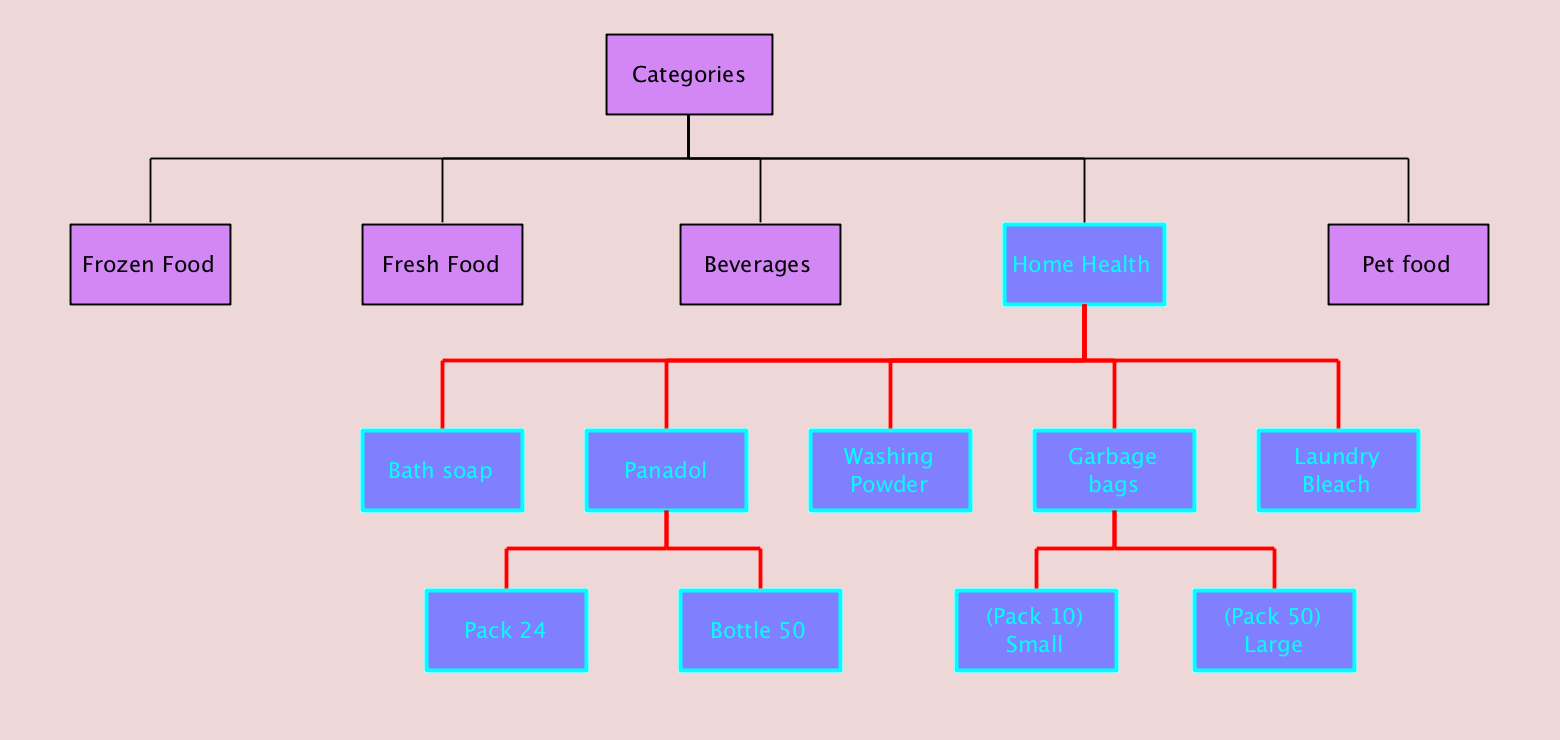 Categories
Frozen Food
Fresh Food
Beverages
Home Health
Pet food
Bath soap
Panadol
Washing
Powder
Garbage
bags
Laundry
Bleach
Pack 24
Bottle 50
(Pack 10)
Small
(Pack 50)
Large